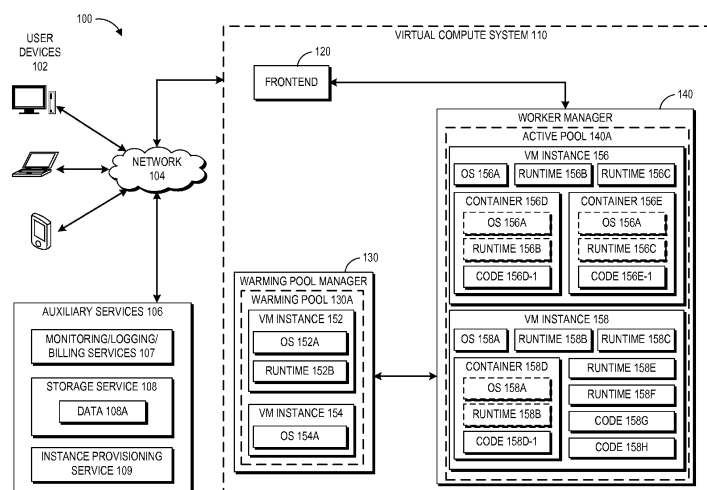 100
USER
DEVICES
102
NETWORK
104
AUXILIARY SERVICES 106
MONITORING/LOGGING/
BILLING SERVICES 107
STORAGE SERVICE 108
DATA 108A
INSTANCE PROVISIONING
SERVICE 109
VIRTUAL COMPUTE SYSTEM 110
120
FRONTEND
130
WARMING POOL MANAGER
WARMING POOL 130A
VM INSTANCE 152
OS 152A
RUNTIME 152B
VM INSTANCE 154
OS 154A
140
WORKER MANAGER
ACTIVE POOL 140A
VM INSTANCE 156
OS 156A
RUNTIME 156B
RUNTIME 156C
CONTAINER 156D
OS 156A
RUNTIME 156B
CODE 156D-1
CONTAINER 156E
OS 156A
RUNTIME 156C
CODE 156E-1
VM INSTANCE 158
OS 158A
RUNTIME 158B
RUNTIME 158C
CONTAINER 158D
OS 158A
RUNTIME 158B
CODE 158D-1
RUNTIME 158E
RUNTIME 158F
CODE 158G
CODE 158H